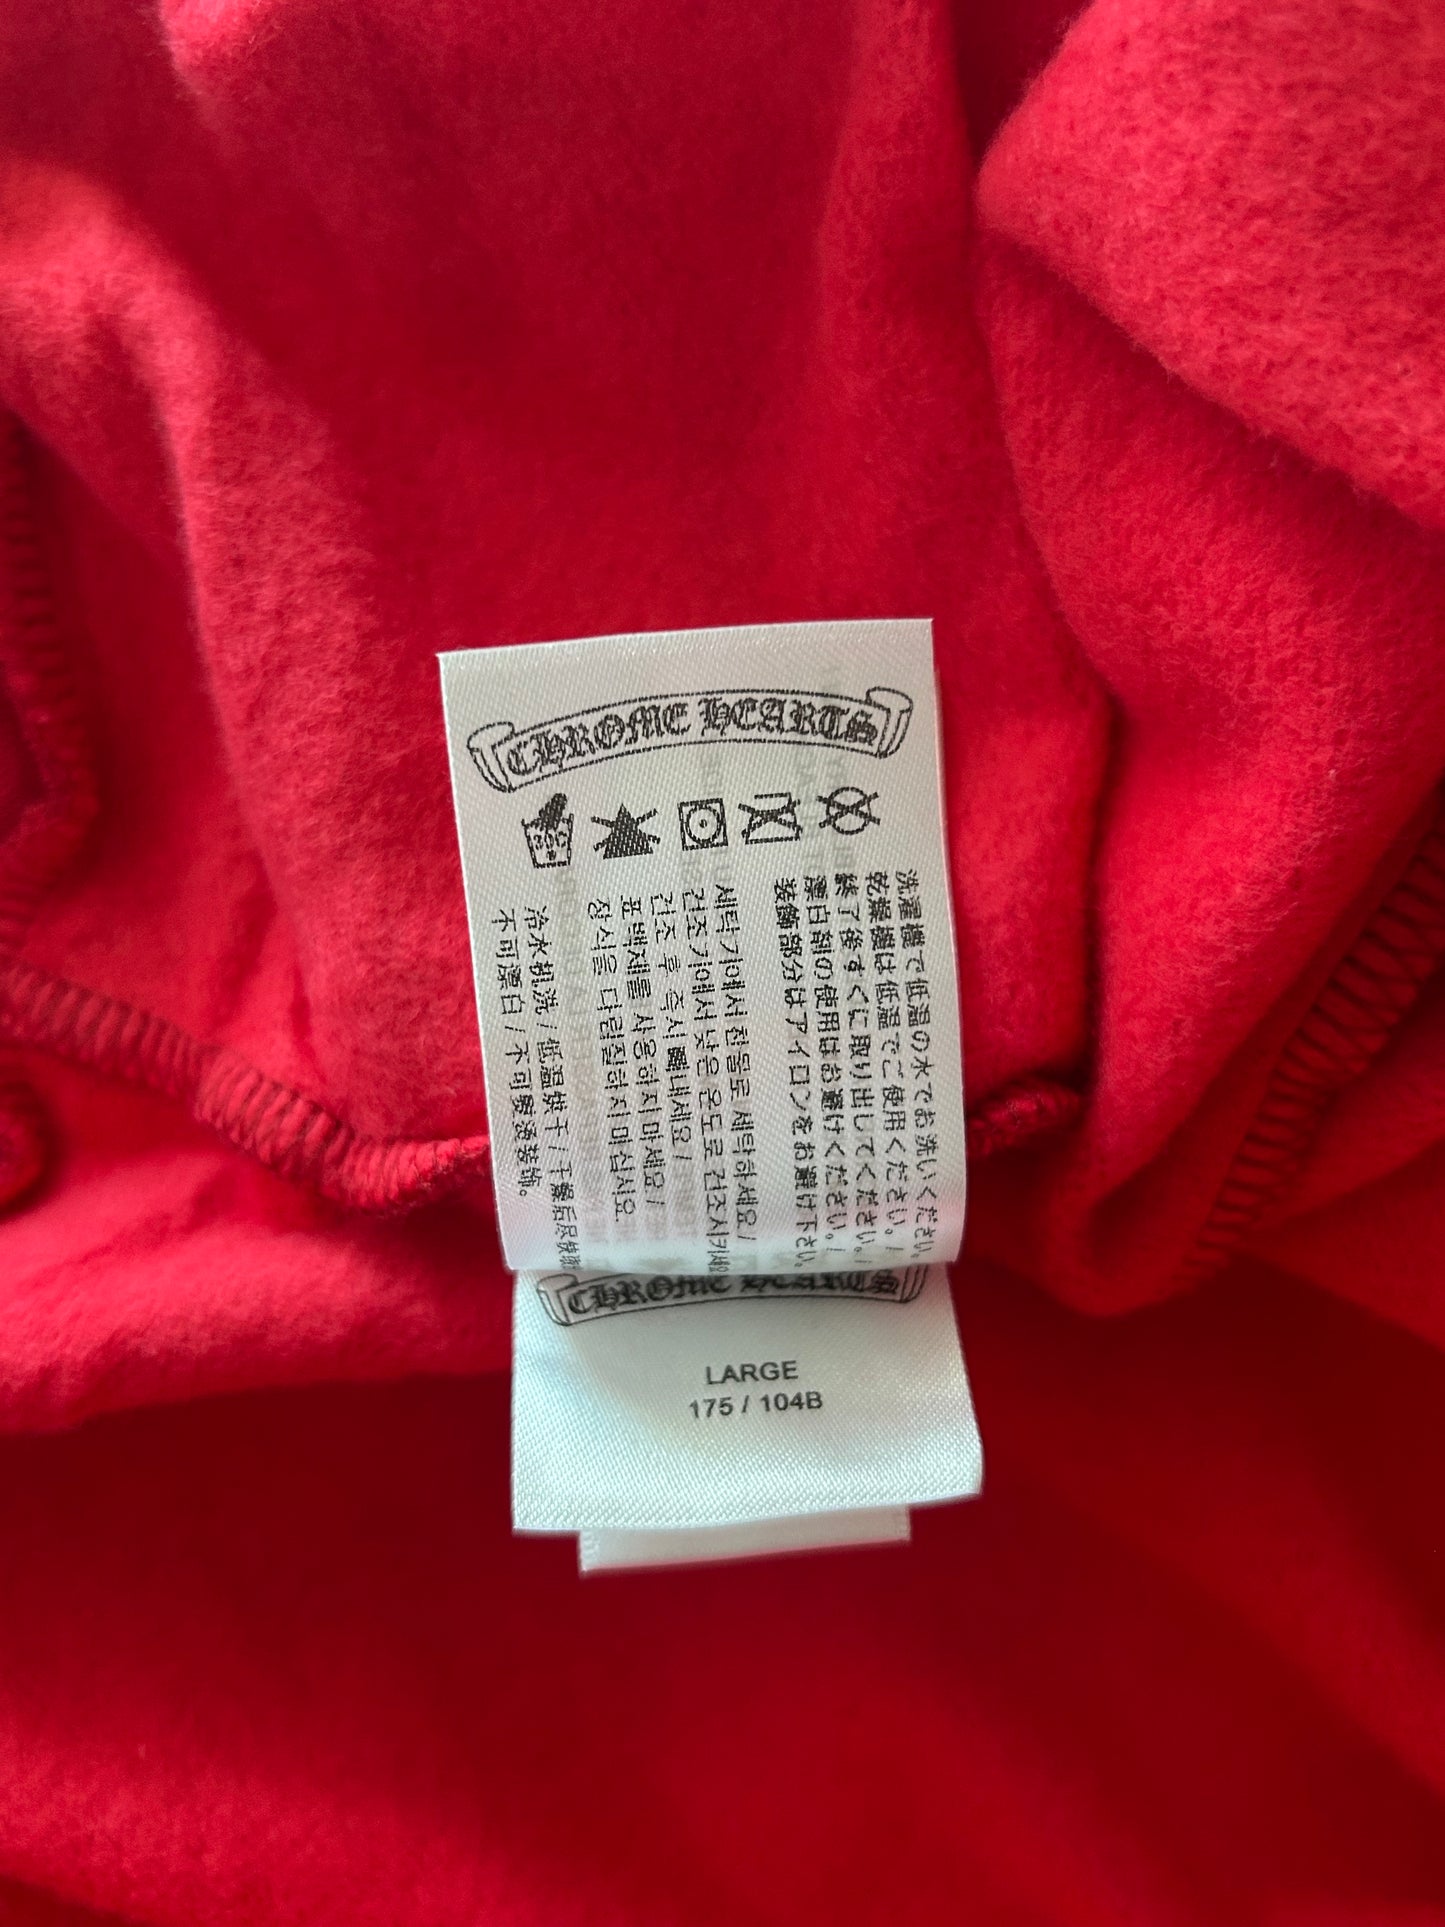 CHROME HEARTS
洗濯機で低温の水でお洗いください。/
乾燥機は低温でご使用ください。/
終了後すぐに取り出してください。/
漂白剤の使用はお避けください。/
装飾部分はアイロンをお避け下さい。
세탁기에서 찬물로 세탁하세요/
건조기에서 낮은 온도로 건조시키세요
건조 후 즉시 빼내세요/
표백제를 사용하지 마세요/
장식을 다림질하지 마십시요.
冷水机洗/低温烘干/干燥后尽快
不可漂白/不可熨烫装饰。
CHROME HEARTS
LARGE
175 / 104B